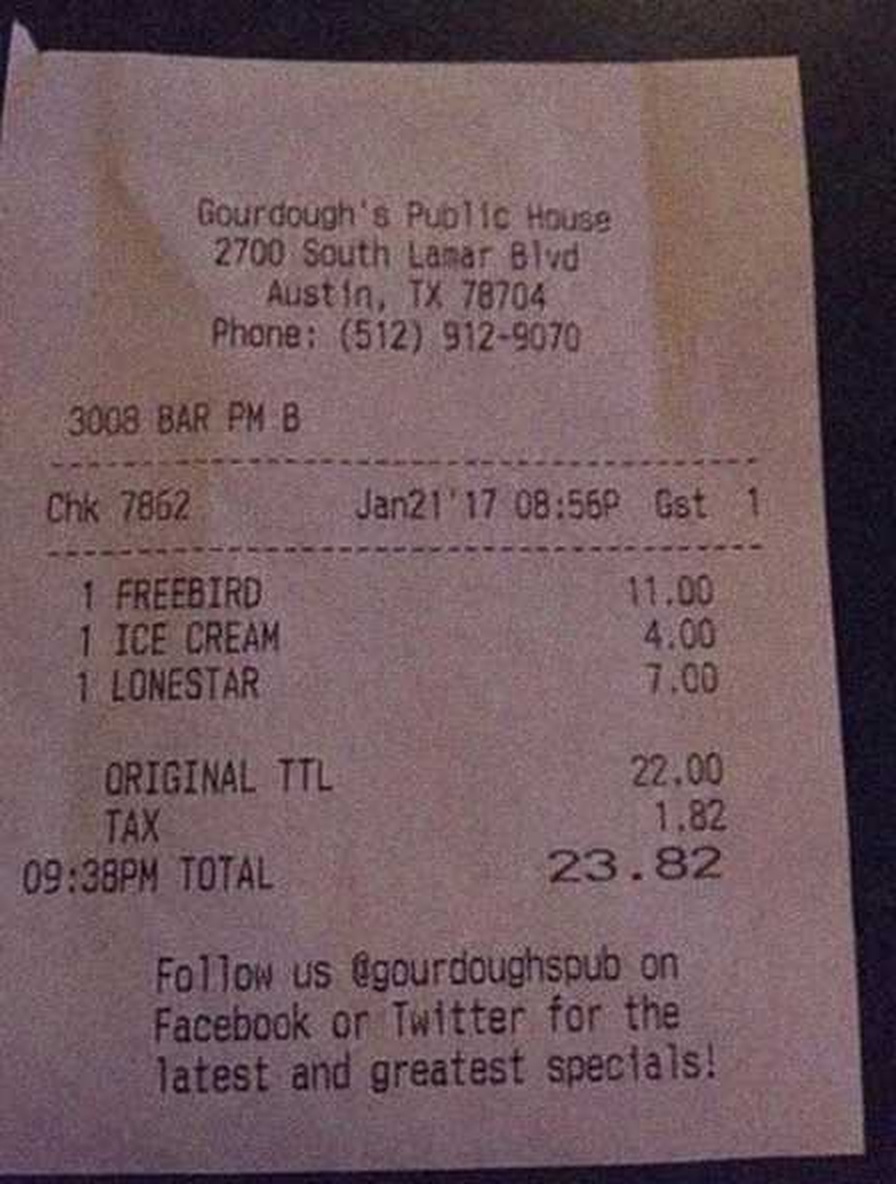 Gourdough's Public House
2700 South Lamar Blvd
Austin, TX 78704
Phone: (512) 912-9070
3008 BAR PM B
Chk 7862 Jan21'17 08:56P Gst 1
1 FREEBIRD 11.00
1 ICE CREAM 4.00
1 LONESTAR 7.00
ORIGINAL TTL 22.00
TAX 1.82
09:38PM TOTAL 23.82
Follow us @gourdoughspub on
Facebook or Twitter for the
latest and greatest specials!